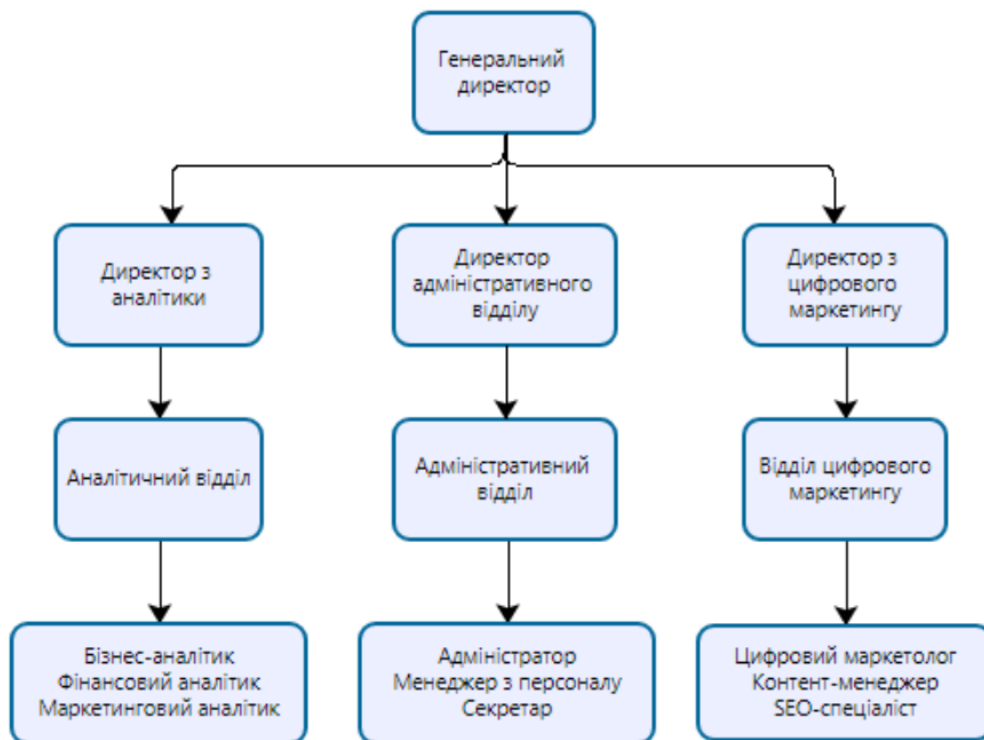 Генеральний
директор
Директор з
аналітики
Директор
адміністративного
відділу
Директор з
цифрового
маркетингу
Аналітичний відділ
Адміністративний
відділ
Відділ цифрового
маркетингу
Бізнес-аналітик
Фінансовий аналітик
Маркетинговий аналітик
Адміністратор
Менеджер з персоналу
Секретар
Цифровий маркетолог
Контент-менеджер
SEO-спеціаліст